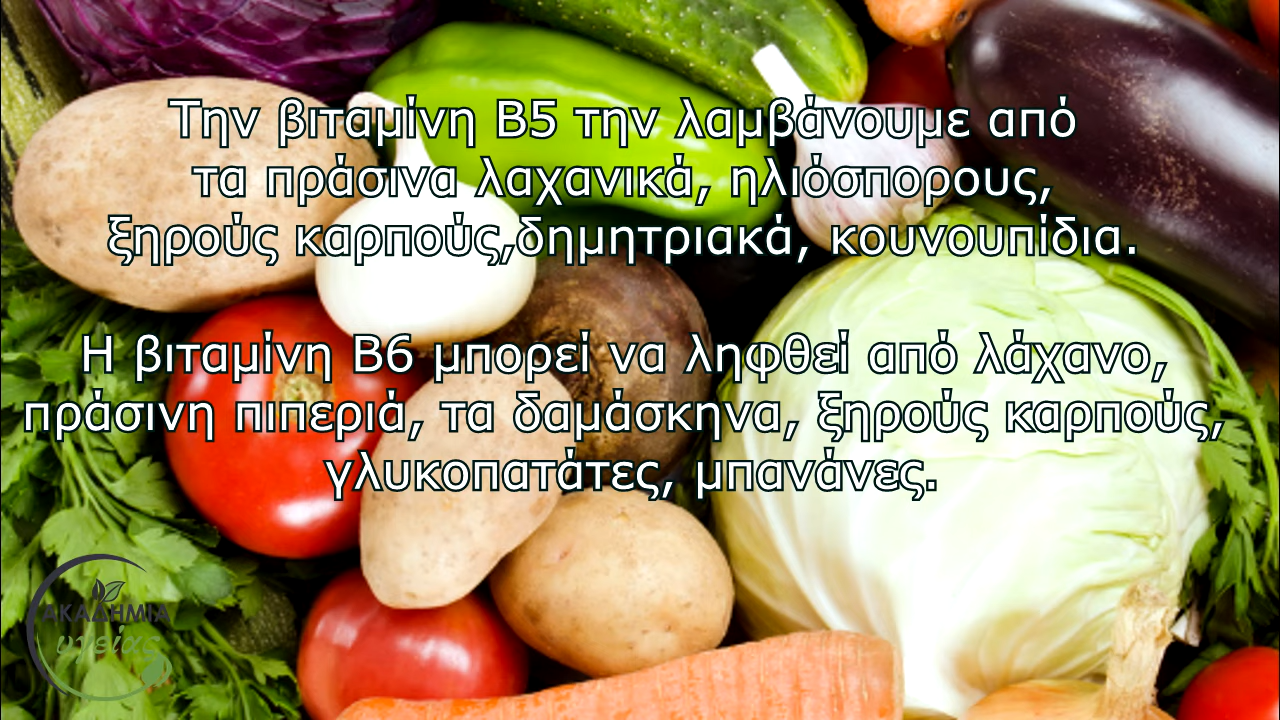 Την βιταμίνη Β5 την λαμβάνουμε από
τα πράσινα λαχανικά, ηλιόσπορους,
ξηρούς καρπούς,δημητριακά, κουνουπίδια.
Η βιταμίνη Β6 μπορεί να ληφθεί από λάχανο,
πράσινη πιπεριά, τα δαμάσκηνα, ξηρούς καρπούς,
γλυκοπατάτες, μπανάνες.
ΑΚΑΔΗΜΙΑ
υγείας